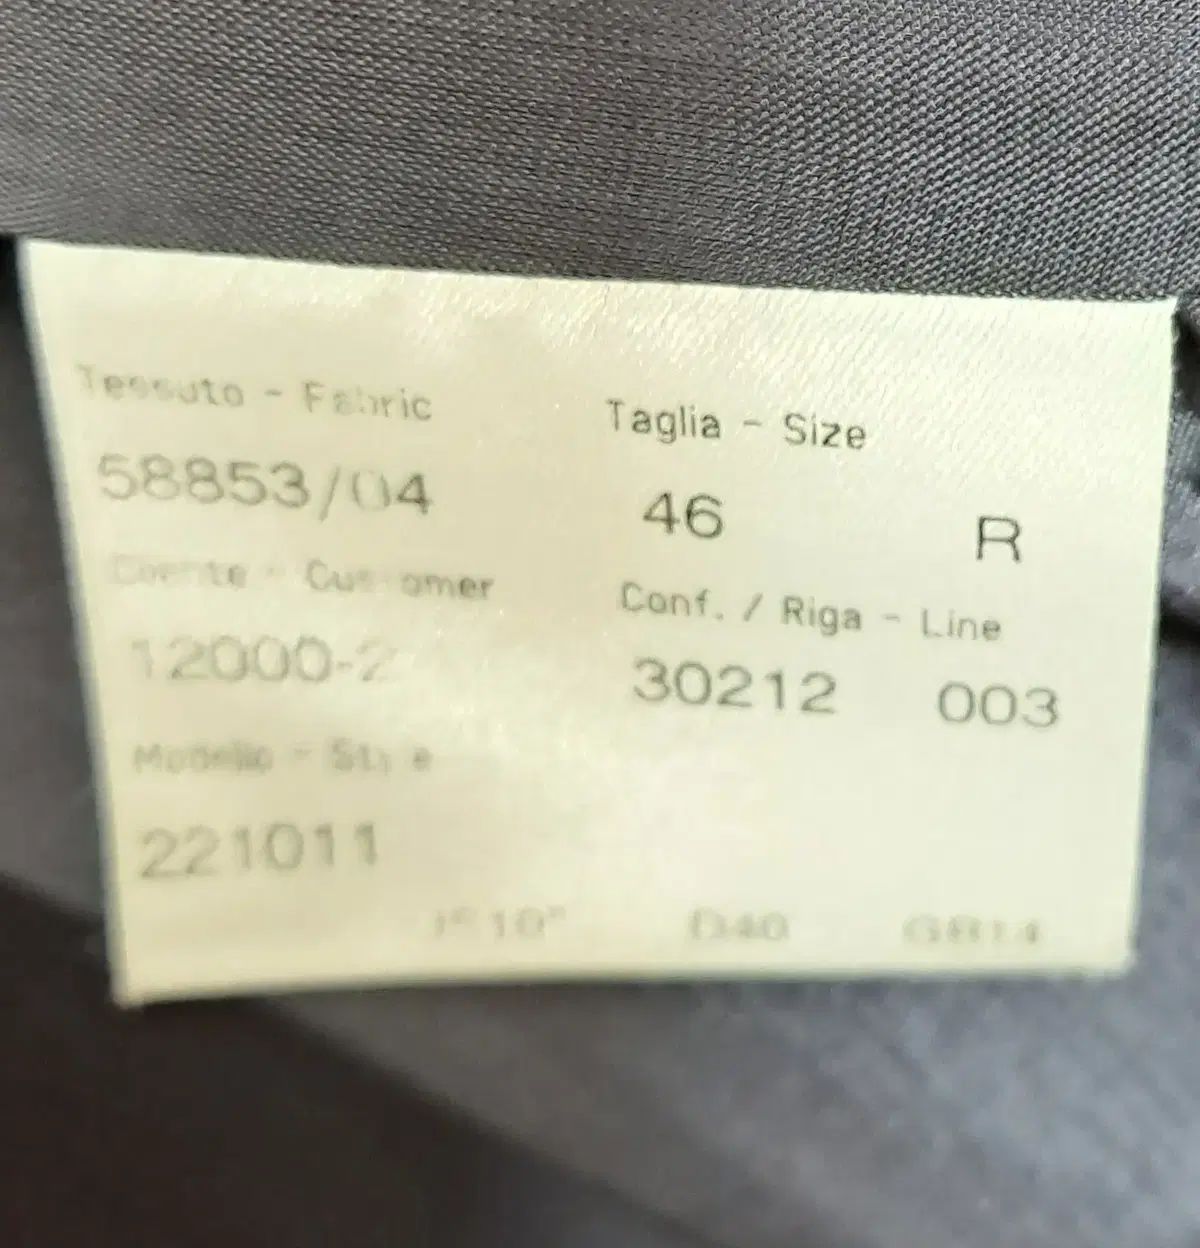 Tessuto - Fabric
58853/04
Taglia - Size
46 R
Cliente - Customer
12000-2
Conf. / Riga - Line
30212 003
Modello - Style
221011
D40 GB14